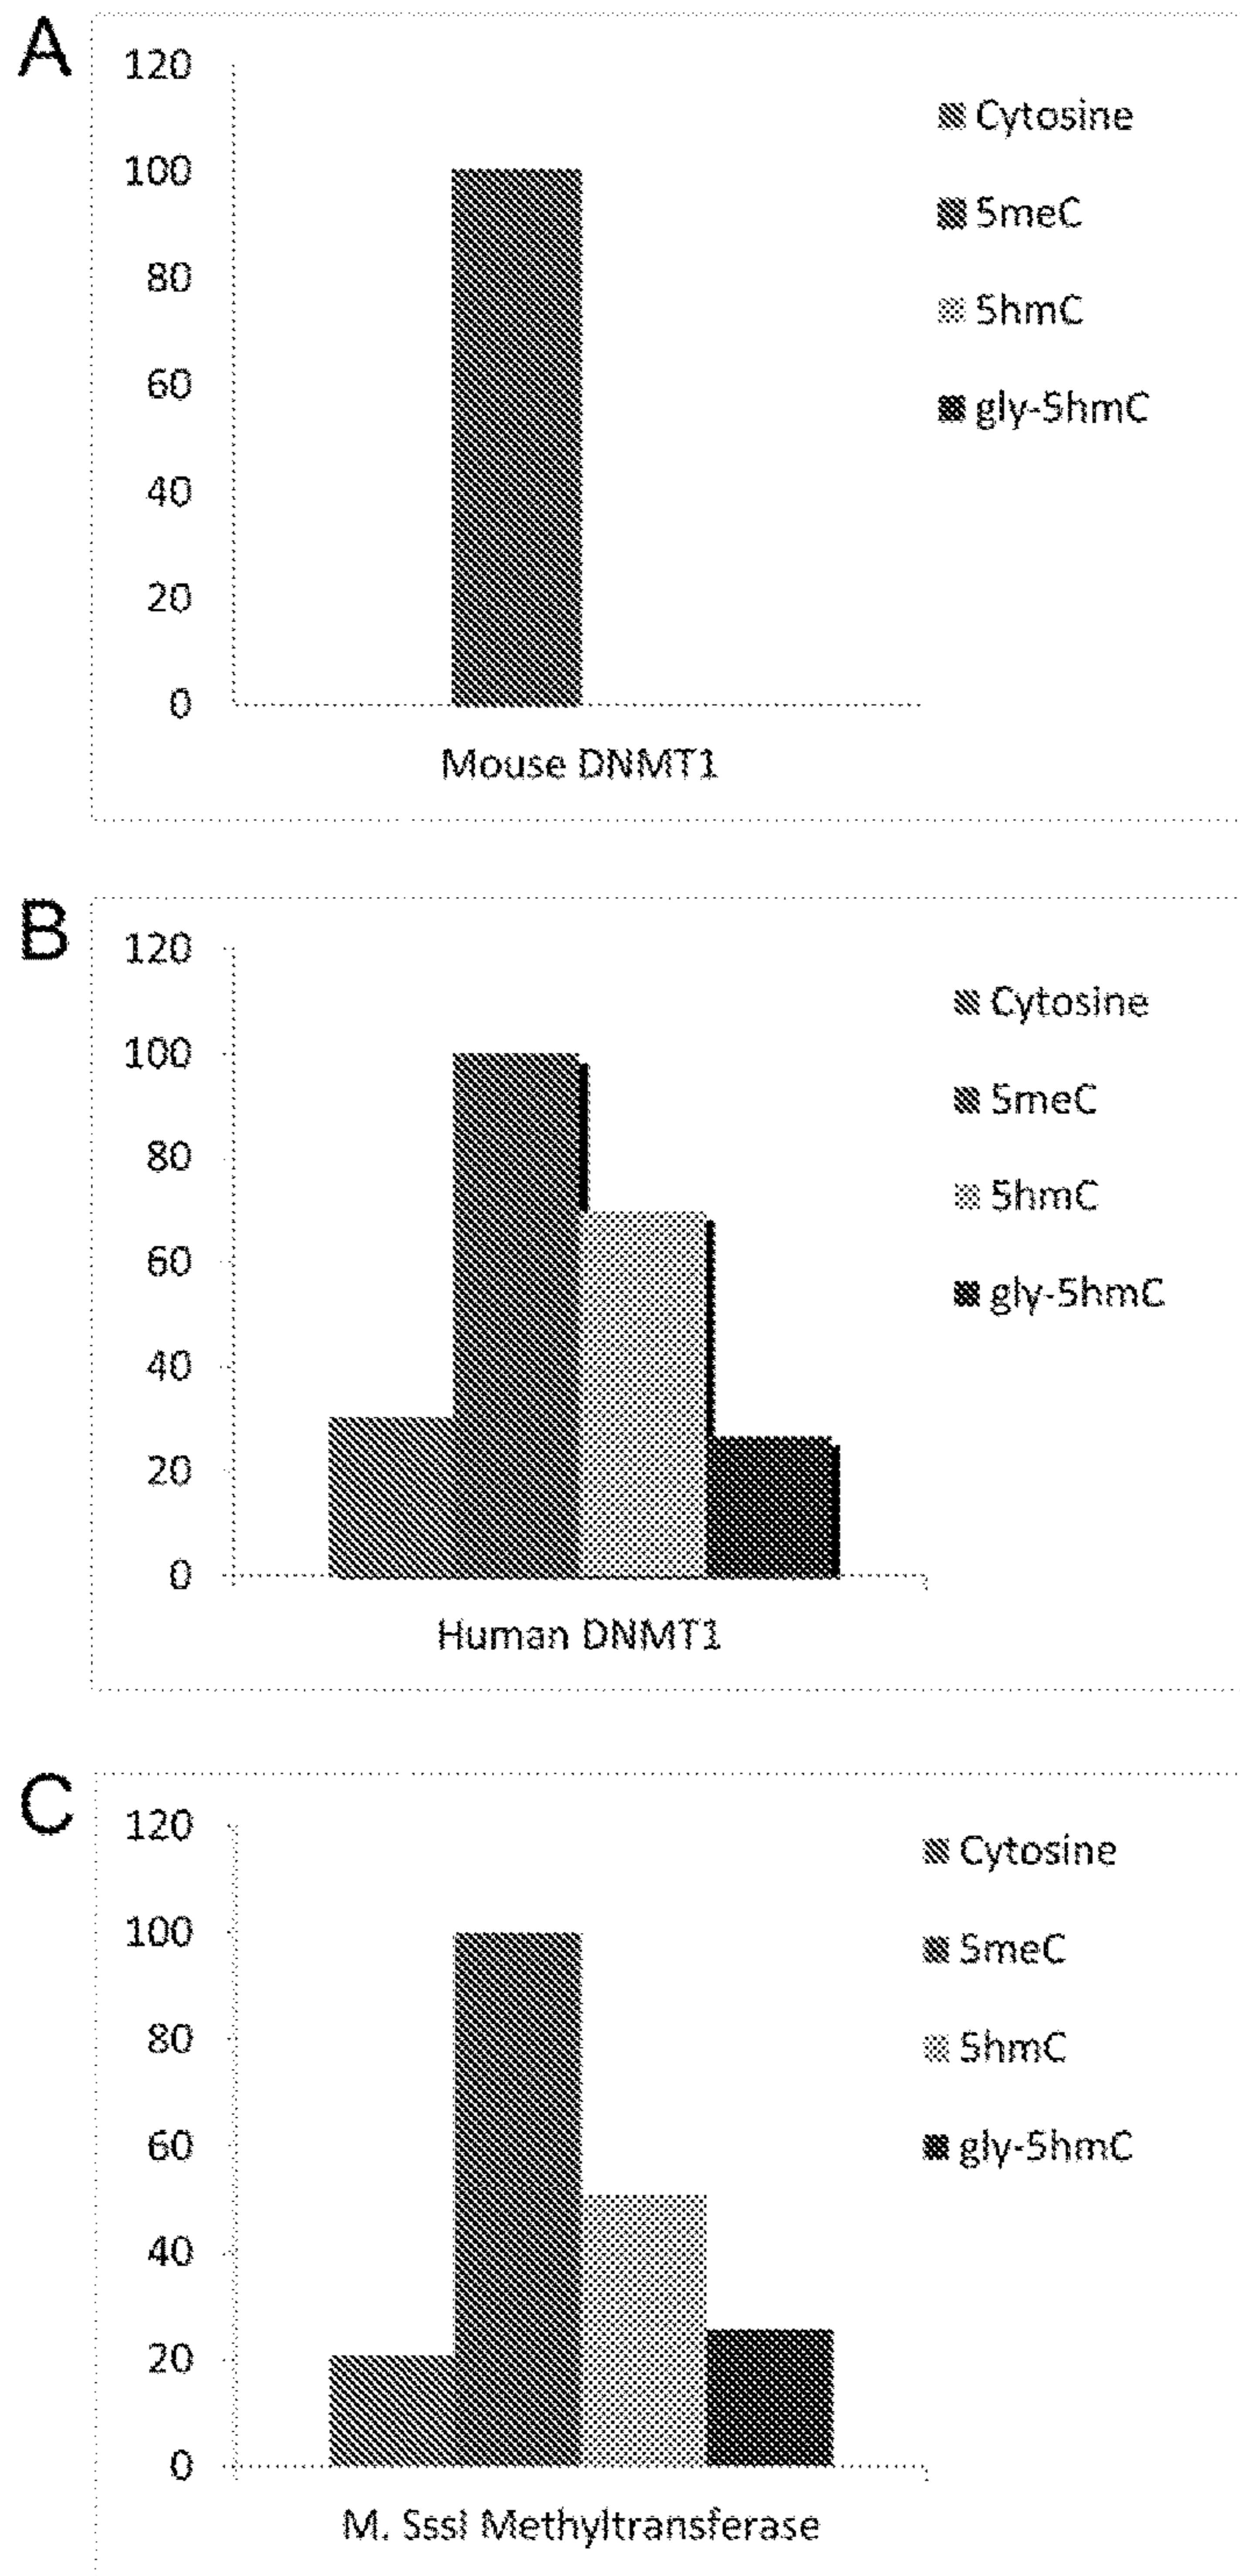 A
120
100
80
60
40
20
0
Cytosine
5meC
5hmC
gly-5hmC
Mouse DNMT1
B
120
100
80
60
40
20
0
Cytosine
5meC
5hmC
gly-5hmC
Human DNMT1
C
120
100
80
60
40
20
0
Cytosine
5meC
5hmC
gly-5hmC
M. SssI Methyltransferase